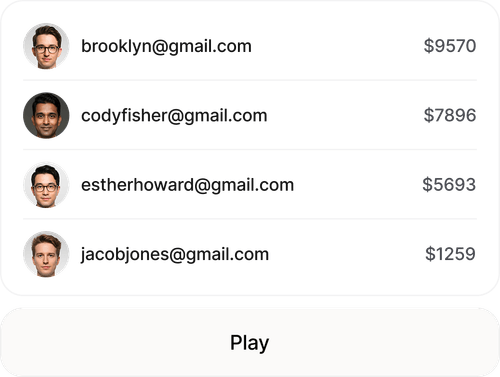 brooklyn@gmail.com $9570
codyfisher@gmail.com $7896
estherhoward@gmail.com $5693
jacobjones@gmail.com $1259
Play